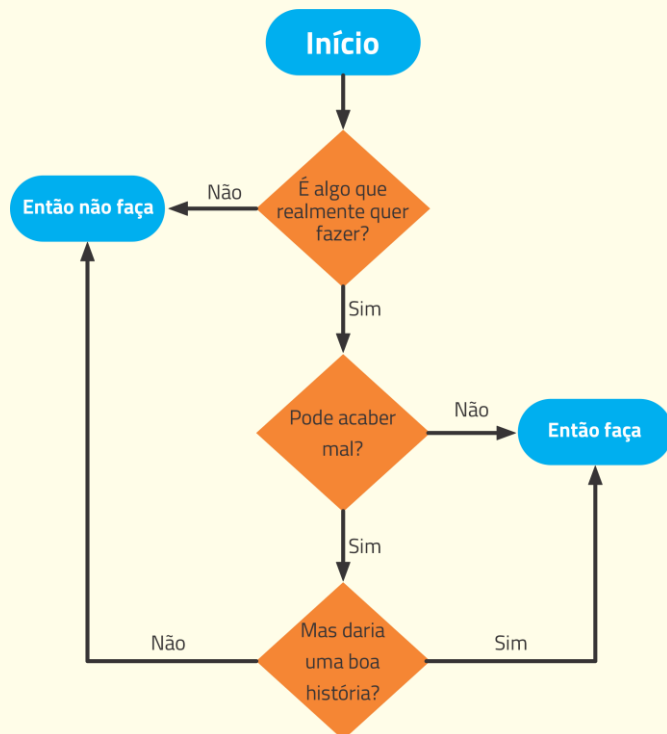 Início
É algo que
realmente quer
fazer?
Não
Então não faça
Sim
Pode acaber
mal?
Não
Então faça
Sim
Mas daria
uma boa
história?
Não
Sim